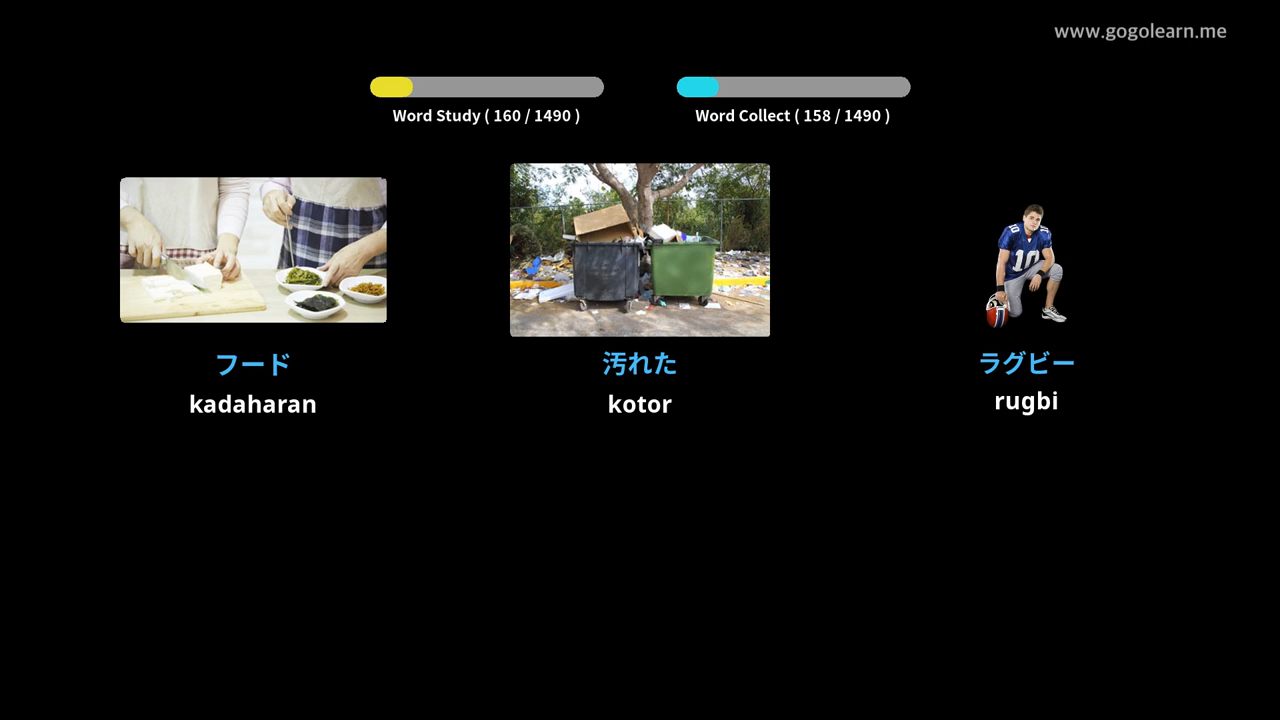 www.gogolearn.me
Word Study ( 160 / 1490 )
Word Collect ( 158 / 1490 )
フード
kadaharan
汚れた
kotor
ラグビー
rugbi